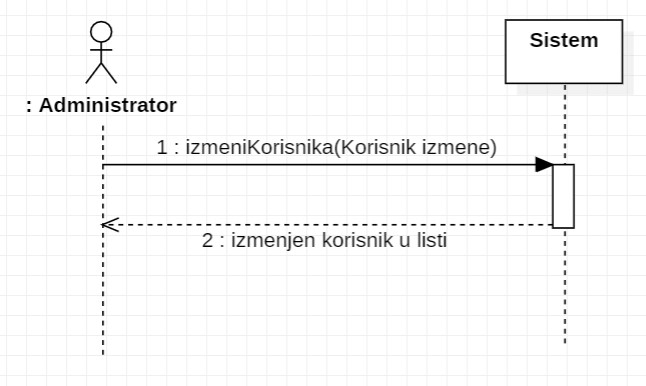 Sistem
: Administrator
1 : izmeniKorisnika(Korisnik izmene)
2 : izmenjen korisnik u listi